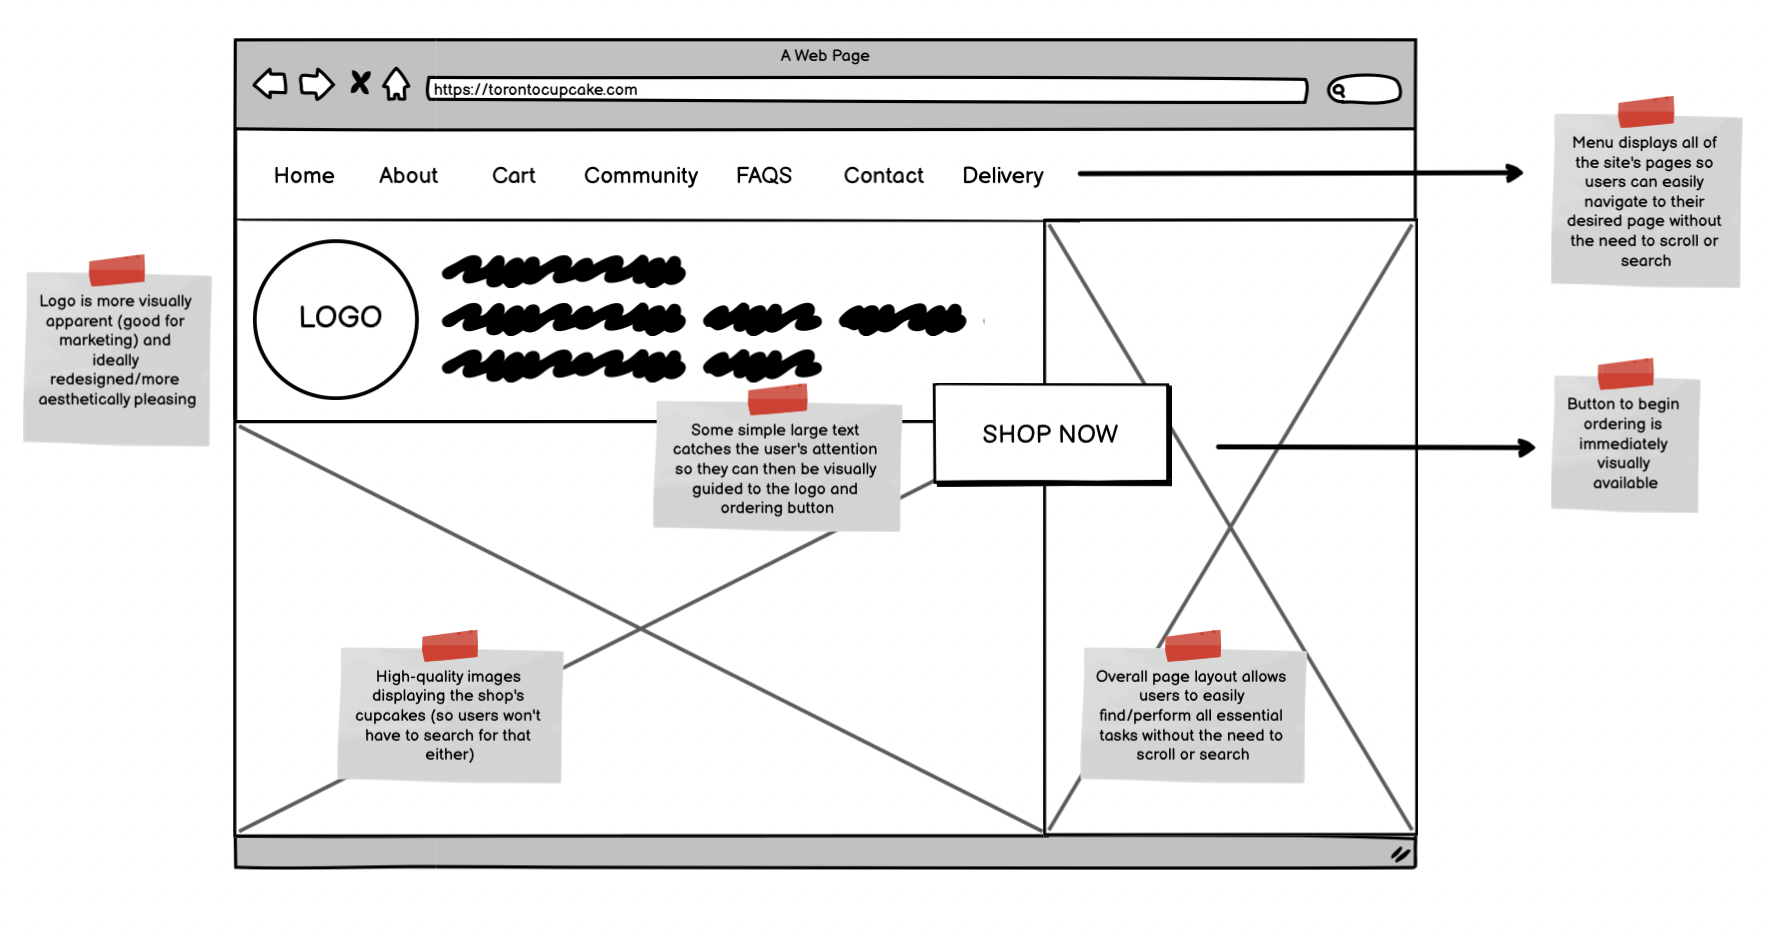 A Web Page
https://torontocupcake.com
Home About Cart Community FAQS Contact Delivery
Menu displays all of
the site's pages so
users can easily
navigate to their
desired page without
the need to scroll or
search
Logo is more visually
apparent (good for
marketing) and
ideally
redesigned/more
aesthetically pleasing
LOGO
SHOP NOW
Some simple large text
catches the user's attention
so they can then be visually
guided to the logo and
ordering button
Button to begin
ordering is
immediately
visually
available
High-quality images
displaying the shop's
cupcakes (so users won't
have to search for that
either)
Overall page layout allows
users to easily
find/perform all essential
tasks without the need to
scroll or search